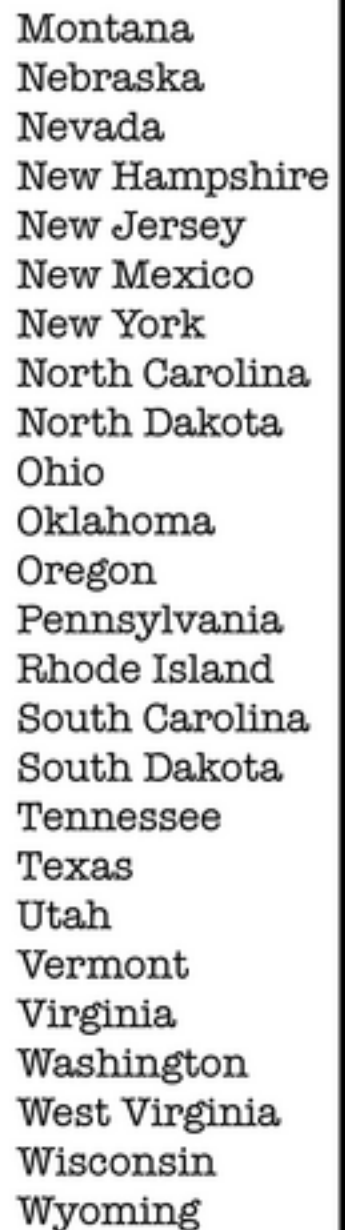 Montana
Nebraska
Nevada
New Hampshire
New Jersey
New Mexico
New York
North Carolina
North Dakota
Ohio
Oklahoma
Oregon
Pennsylvania
Rhode Island
South Carolina
South Dakota
Tennessee
Texas
Utah
Vermont
Virginia
Washington
West Virginia
Wisconsin
Wyoming